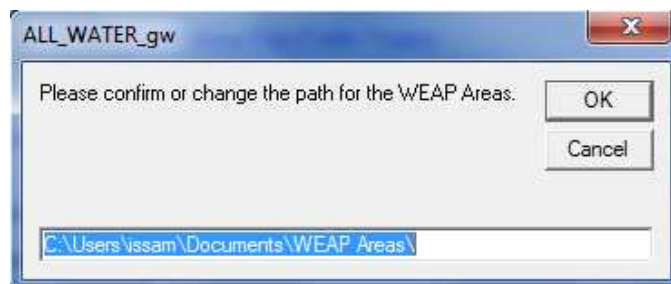 ALL_WATER_gw
Please confirm or change the path for the WEAP Areas.
OK
Cancel
C:\Users\issam\Documents\WEAP Areas\